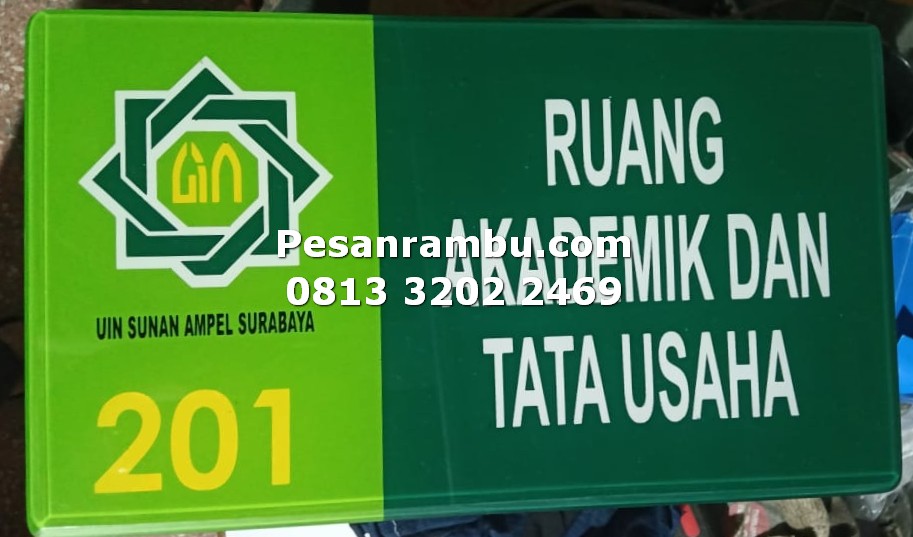 UIN
UIN SUNAN AMPEL SURABAYA
201
RUANG
AKADEMIK DAN
TATA USAHA
Pesanrambu.com
0813 3202 2469